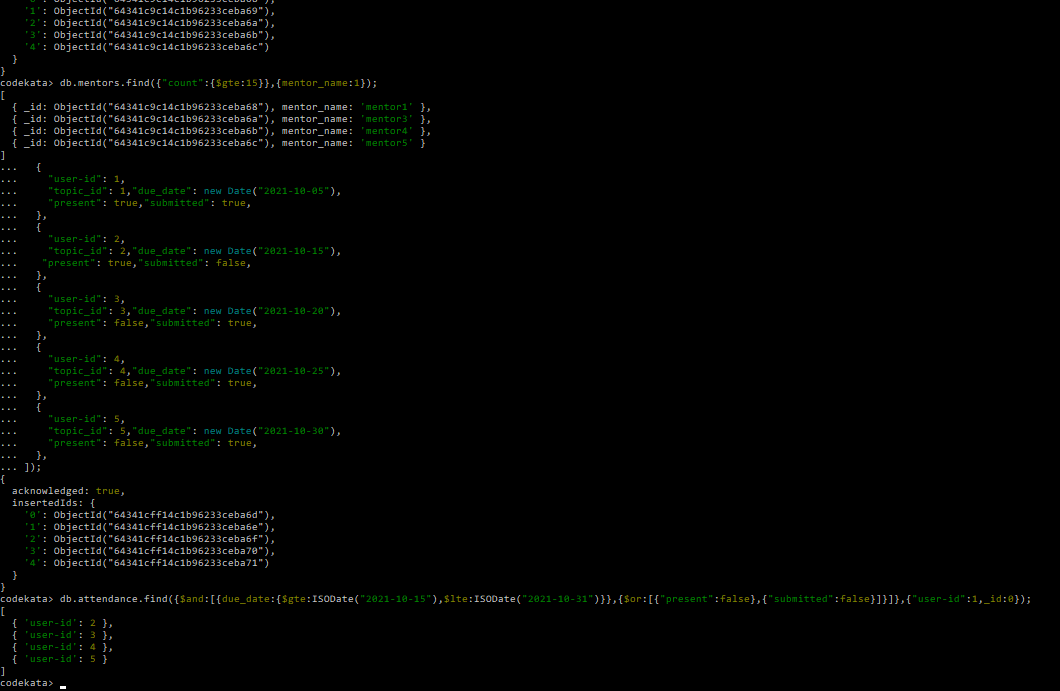 '1': ObjectId("64341c9c14c1b96233ceba69"),
'2': ObjectId("64341c9c14c1b96233ceba6a"),
'3': ObjectId("64341c9c14c1b96233ceba6b"),
'4': ObjectId("64341c9c14c1b96233ceba6c")
}
}
codekata> db.mentors.find({"count":{$gte:15}},{mentor_name:1});
[
{ _id: ObjectId("64341c9c14c1b96233ceba68"), mentor_name: 'mentor1' },
{ _id: ObjectId("64341c9c14c1b96233ceba6a"), mentor_name: 'mentor3' },
{ _id: ObjectId("64341c9c14c1b96233ceba6b"), mentor_name: 'mentor4' },
{ _id: ObjectId("64341c9c14c1b96233ceba6c"), mentor_name: 'mentor5' }
]
... {
... "user-id": 1,
... "topic_id": 1,"due_date": new Date("2021-10-05"),
... "present": true,"submitted": true,
... },
... {
... "user-id": 2,
... "topic_id": 2,"due_date": new Date("2021-10-15"),
... "present": true,"submitted": false,
... },
... {
... "user-id": 3,
... "topic_id": 3,"due_date": new Date("2021-10-20"),
... "present": false,"submitted": true,
... },
... {
... "user-id": 4,
... "topic_id": 4,"due_date": new Date("2021-10-25"),
... "present": false,"submitted": true,
... },
... {
... "user-id": 5,
... "topic_id": 5,"due_date": new Date("2021-10-30"),
... "present": false,"submitted": true,
... },
... ]);
{
acknowledged: true,
insertedIds: {
'0': ObjectId("64341cff14c1b96233ceba6d"),
'1': ObjectId("64341cff14c1b96233ceba6e"),
'2': ObjectId("64341cff14c1b96233ceba6f"),
'3': ObjectId("64341cff14c1b96233ceba70"),
'4': ObjectId("64341cff14c1b96233ceba71")
}
}
codekata> db.attendance.find({$and:[{due_date:{$gte:ISODate("2021-10-15"),$lte:ISODate("2021-10-31")}},{$or:[{"present":false},{"submitted":false}]}]},{"user-id":1,_id:0});
[
{ 'user-id': 2 },
{ 'user-id': 3 },
{ 'user-id': 4 },
{ 'user-id': 5 }
]
codekata>